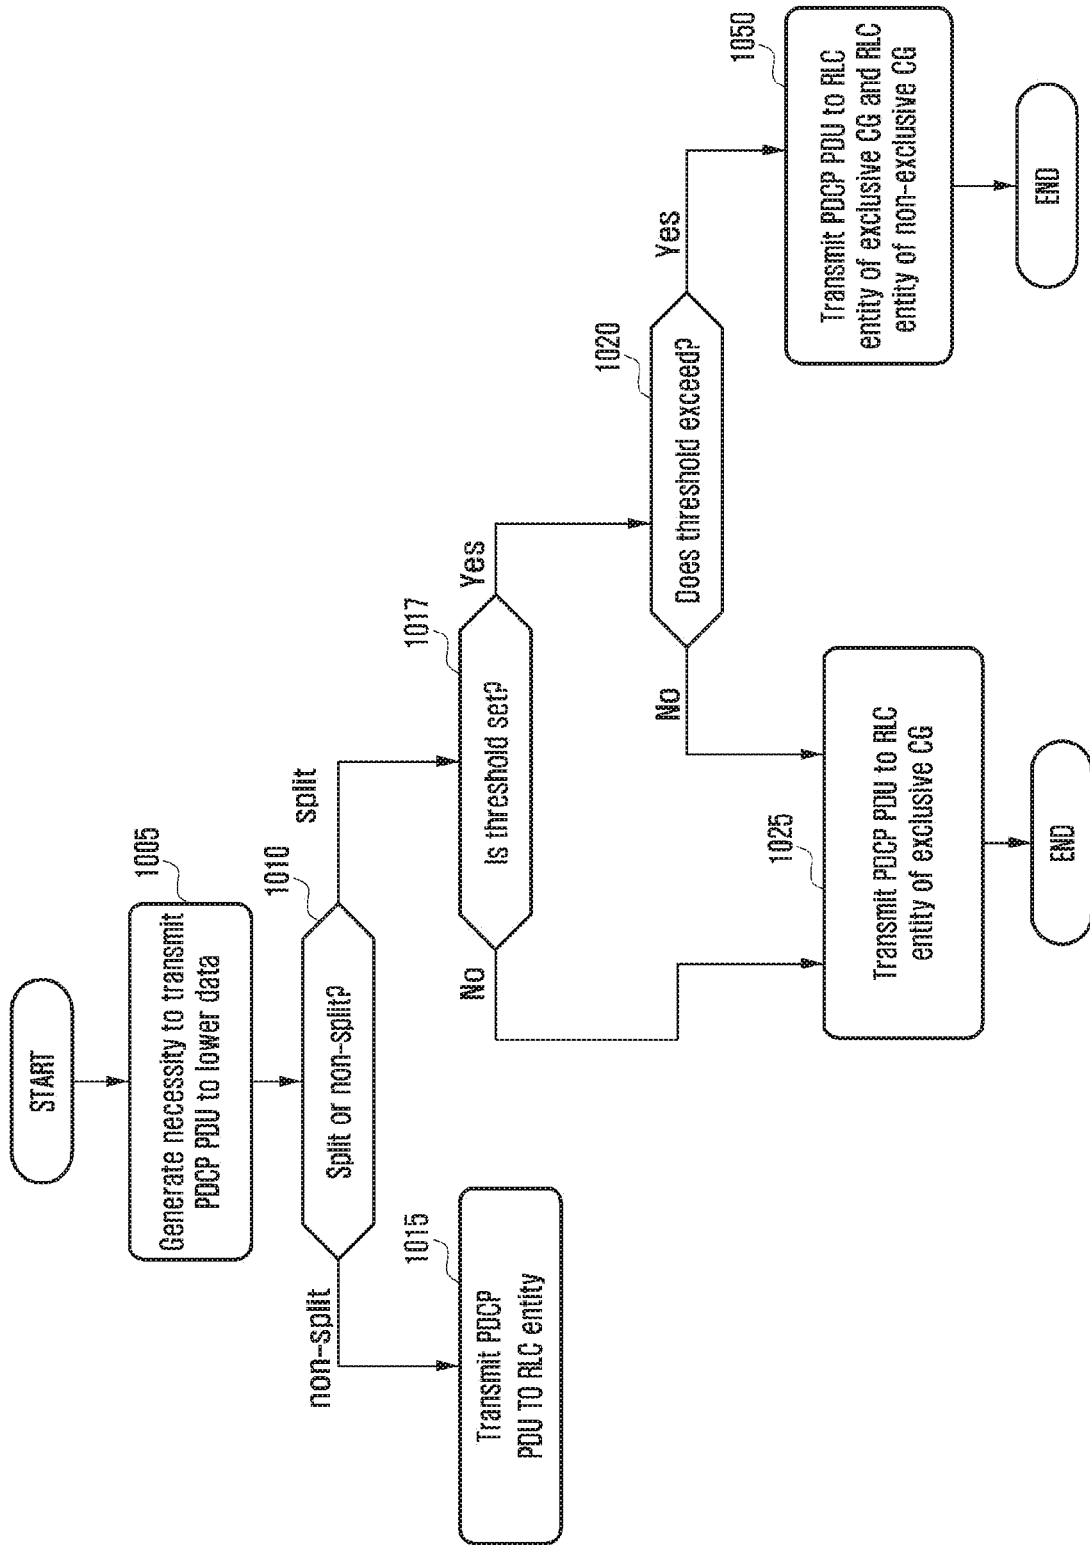 START
1005
Generate necessity to transmit
PDCP PDU to lower data
1010
Split or non-split?
non-split
split
1015
Transmit PDCP
PDU TO RLC entity
1017
Is threshold set?
No
Yes
1020
Does threshold exceed?
No
Yes
1025
Transmit PDCP PDU to RLC
entity of exclusive CG
END
1050
Transmit PDCP PDU to RLC
entity of exclusive CG and RLC
entity of non-exclusive CG
END